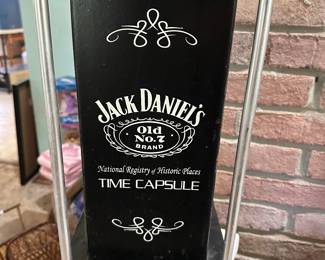 JACK DANIEL'S
Old
No. 7
BRAND
National Registry of Historic Places
TIME CAPSULE